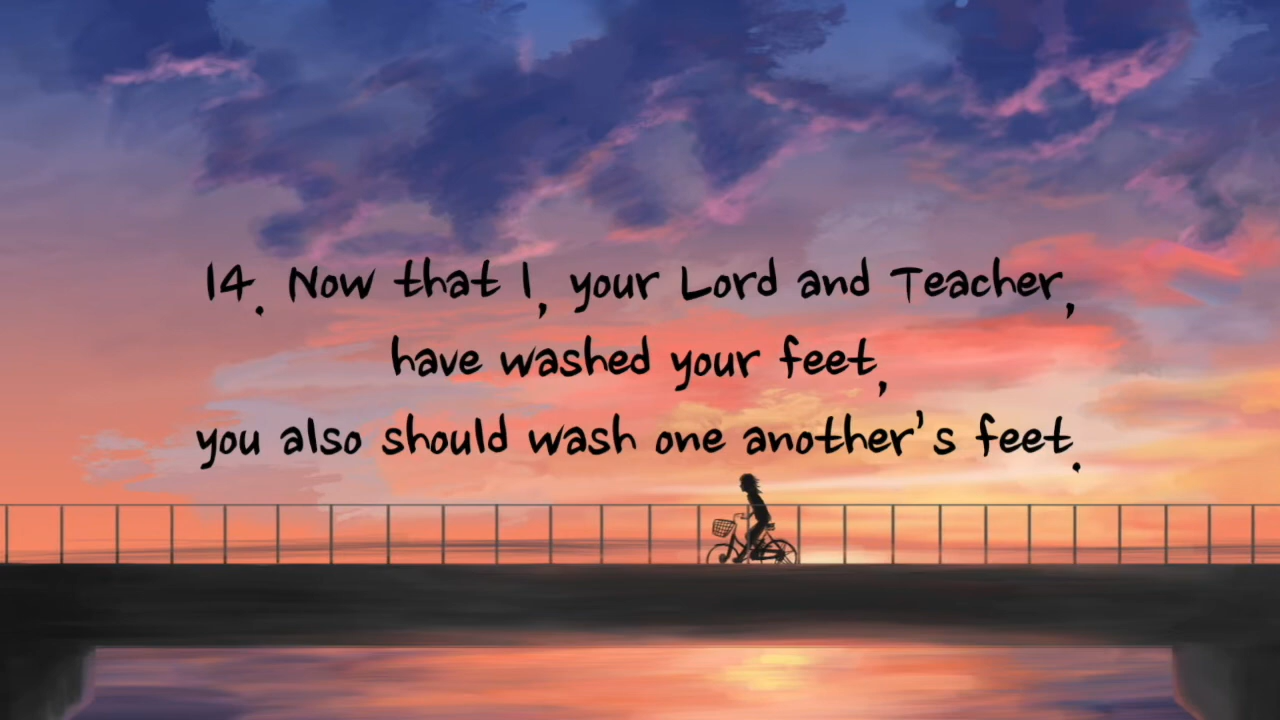 14. Now that I, your Lord and Teacher,
have washed your feet,
you also should wash one another's feet.